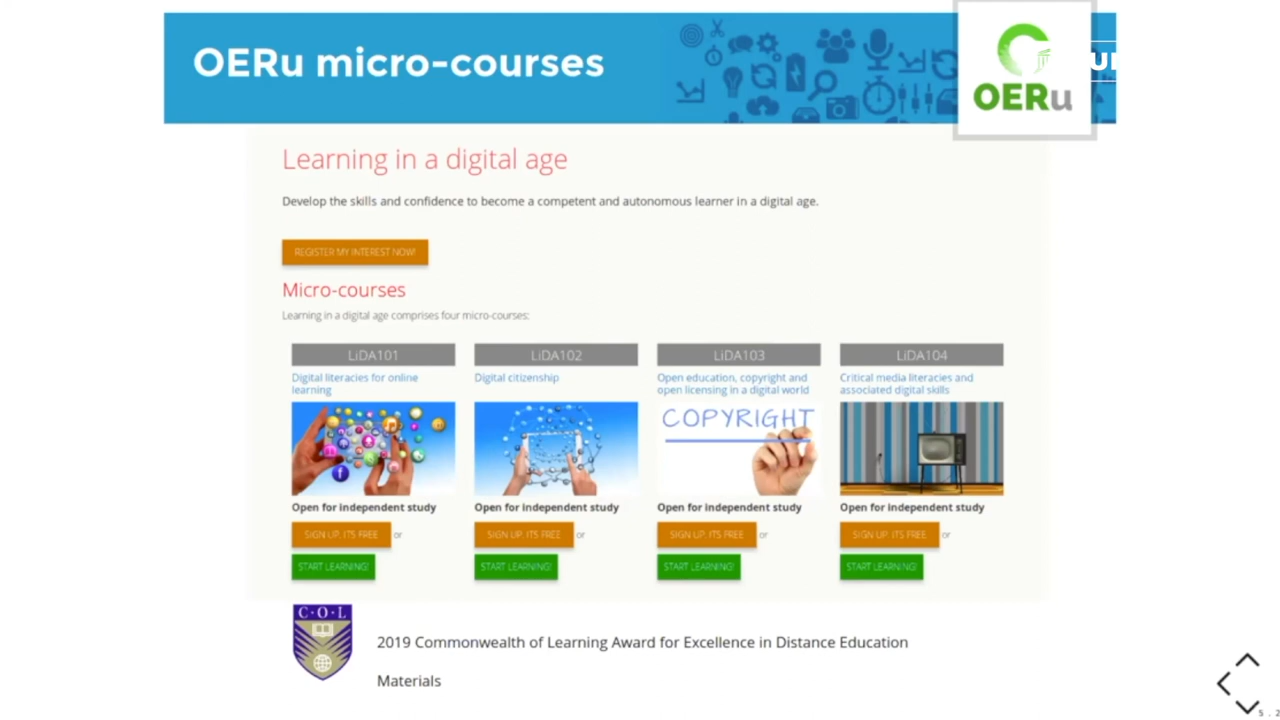 OERu micro-courses
OERu
Learning in a digital age
Develop the skills and confidence to become a competent and autonomous learner in a digital age.
REGISTER MY INTEREST NOW!
Micro-courses
Learning in a digital age comprises four micro-courses:
LiDA101
LiDA102
LiDA103
LiDA104
Digital literacies for online
learning
Digital citizenship
Open education, copyright and
open licensing in a digital world
Critical media literacies and
associated digital skills
COPYRIGHT
Open for independent study
Open for independent study
Open for independent study
Open for independent study
SIGN UP, ITS FREE or
SIGN UP, ITS FREE or
SIGN UP, ITS FREE or
SIGN UP, ITS FREE or
START LEARNING!
START LEARNING!
START LEARNING!
START LEARNING!
C·O·L
2019 Commonwealth of Learning Award for Excellence in Distance Education
Materials
5.2